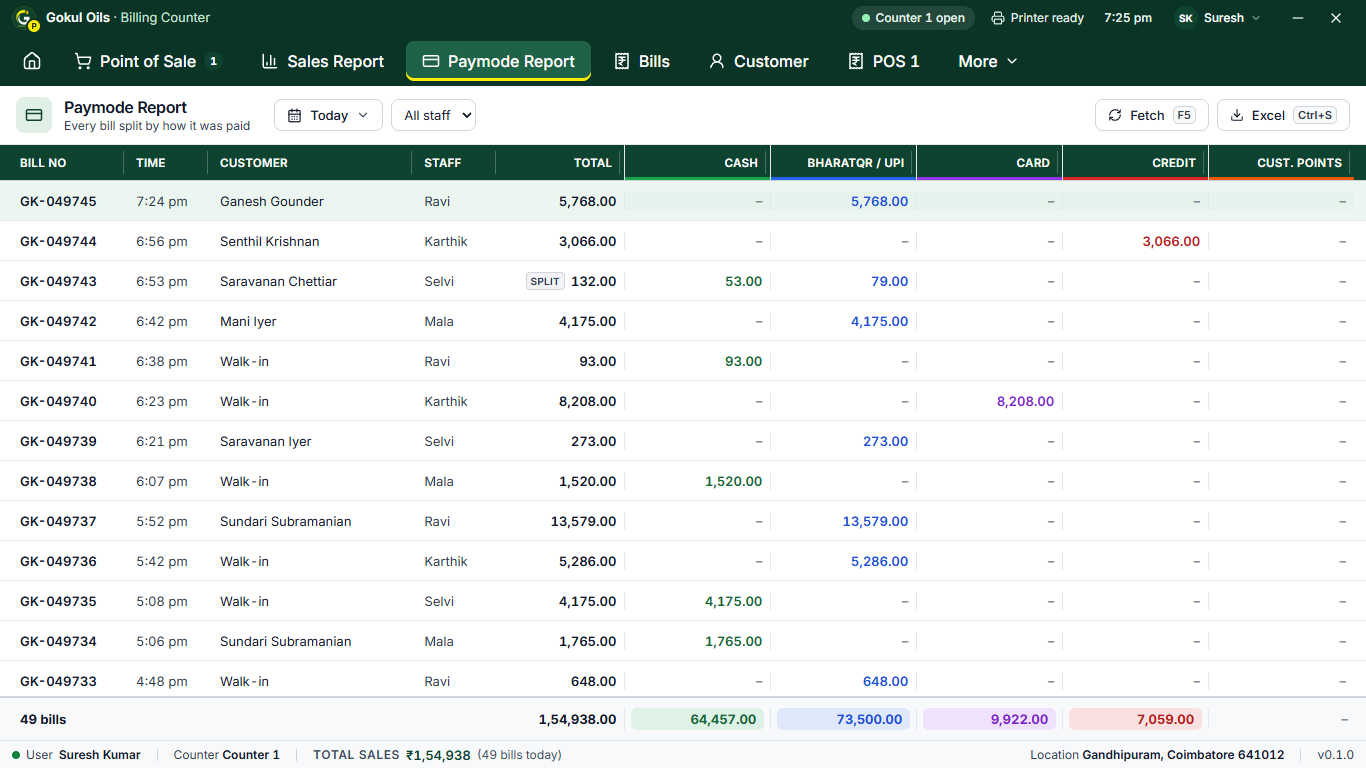 Gokul Oils · Billing Counter
Counter 1 open
Printer ready
7:25 pm
SK Suresh
Point of Sale 1
Sales Report
Paymode Report
Bills
Customer
POS 1
More
Paymode Report
Every bill split by how it was paid
Today
All staff
Fetch F5
Excel Ctrl+S
BILL NO TIME CUSTOMER STAFF TOTAL CASH BHARATQR / UPI CARD CREDIT CUST. POINTS
GK-049745 7:24 pm Ganesh Gounder Ravi 5,768.00 – 5,768.00 – – –
GK-049744 6:56 pm Senthil Krishnan Karthik 3,066.00 – – – 3,066.00 –
GK-049743 6:53 pm Saravanan Chettiar Selvi SPLIT 132.00 53.00 79.00 – – –
GK-049742 6:42 pm Mani Iyer Mala 4,175.00 – 4,175.00 – – –
GK-049741 6:38 pm Walk-in Ravi 93.00 93.00 – – – –
GK-049740 6:23 pm Walk-in Karthik 8,208.00 – – 8,208.00 – –
GK-049739 6:21 pm Saravanan Iyer Selvi 273.00 – 273.00 – – –
GK-049738 6:07 pm Walk-in Mala 1,520.00 1,520.00 – – – –
GK-049737 5:52 pm Sundari Subramanian Ravi 13,579.00 – 13,579.00 – – –
GK-049736 5:42 pm Walk-in Karthik 5,286.00 – 5,286.00 – – –
GK-049735 5:08 pm Walk-in Selvi 4,175.00 4,175.00 – – – –
GK-049734 5:06 pm Sundari Subramanian Mala 1,765.00 1,765.00 – – – –
GK-049733 4:48 pm Walk-in Ravi 648.00 – 648.00 – – –
49 bills 1,54,938.00 64,457.00 73,500.00 9,922.00 7,059.00 –
User Suresh Kumar Counter Counter 1 TOTAL SALES ₹1,54,938 (49 bills today) Location Gandhipuram, Coimbatore 641012 v0.1.0